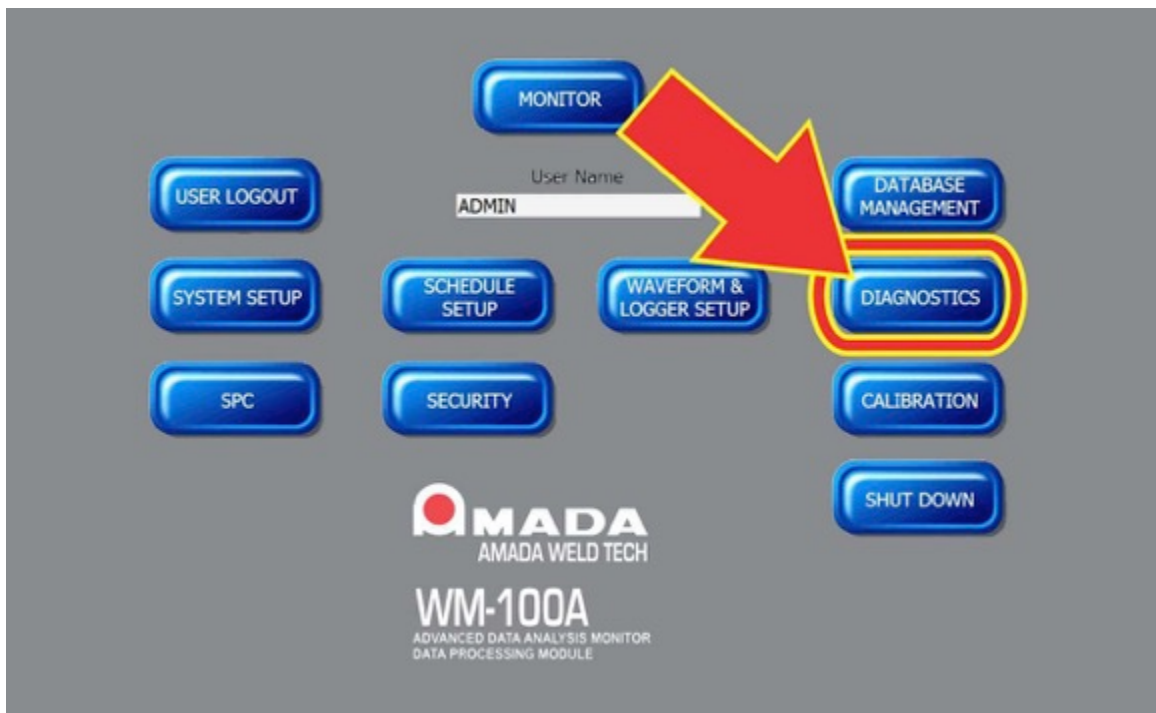 MONITOR
User Name
USER LOGOUT
ADMIN
DATABASE
MANAGEMENT
SYSTEM SETUP
SCHEDULE
SETUP
WAVEFORM &
LOGGER SETUP
DIAGNOSTICS
SPC
SECURITY
CALIBRATION
SHUT DOWN
AMADA
AMADA WELD TECH
WM-100A
ADVANCED DATA ANALYSIS MONITOR
DATA PROCESSING MODULE